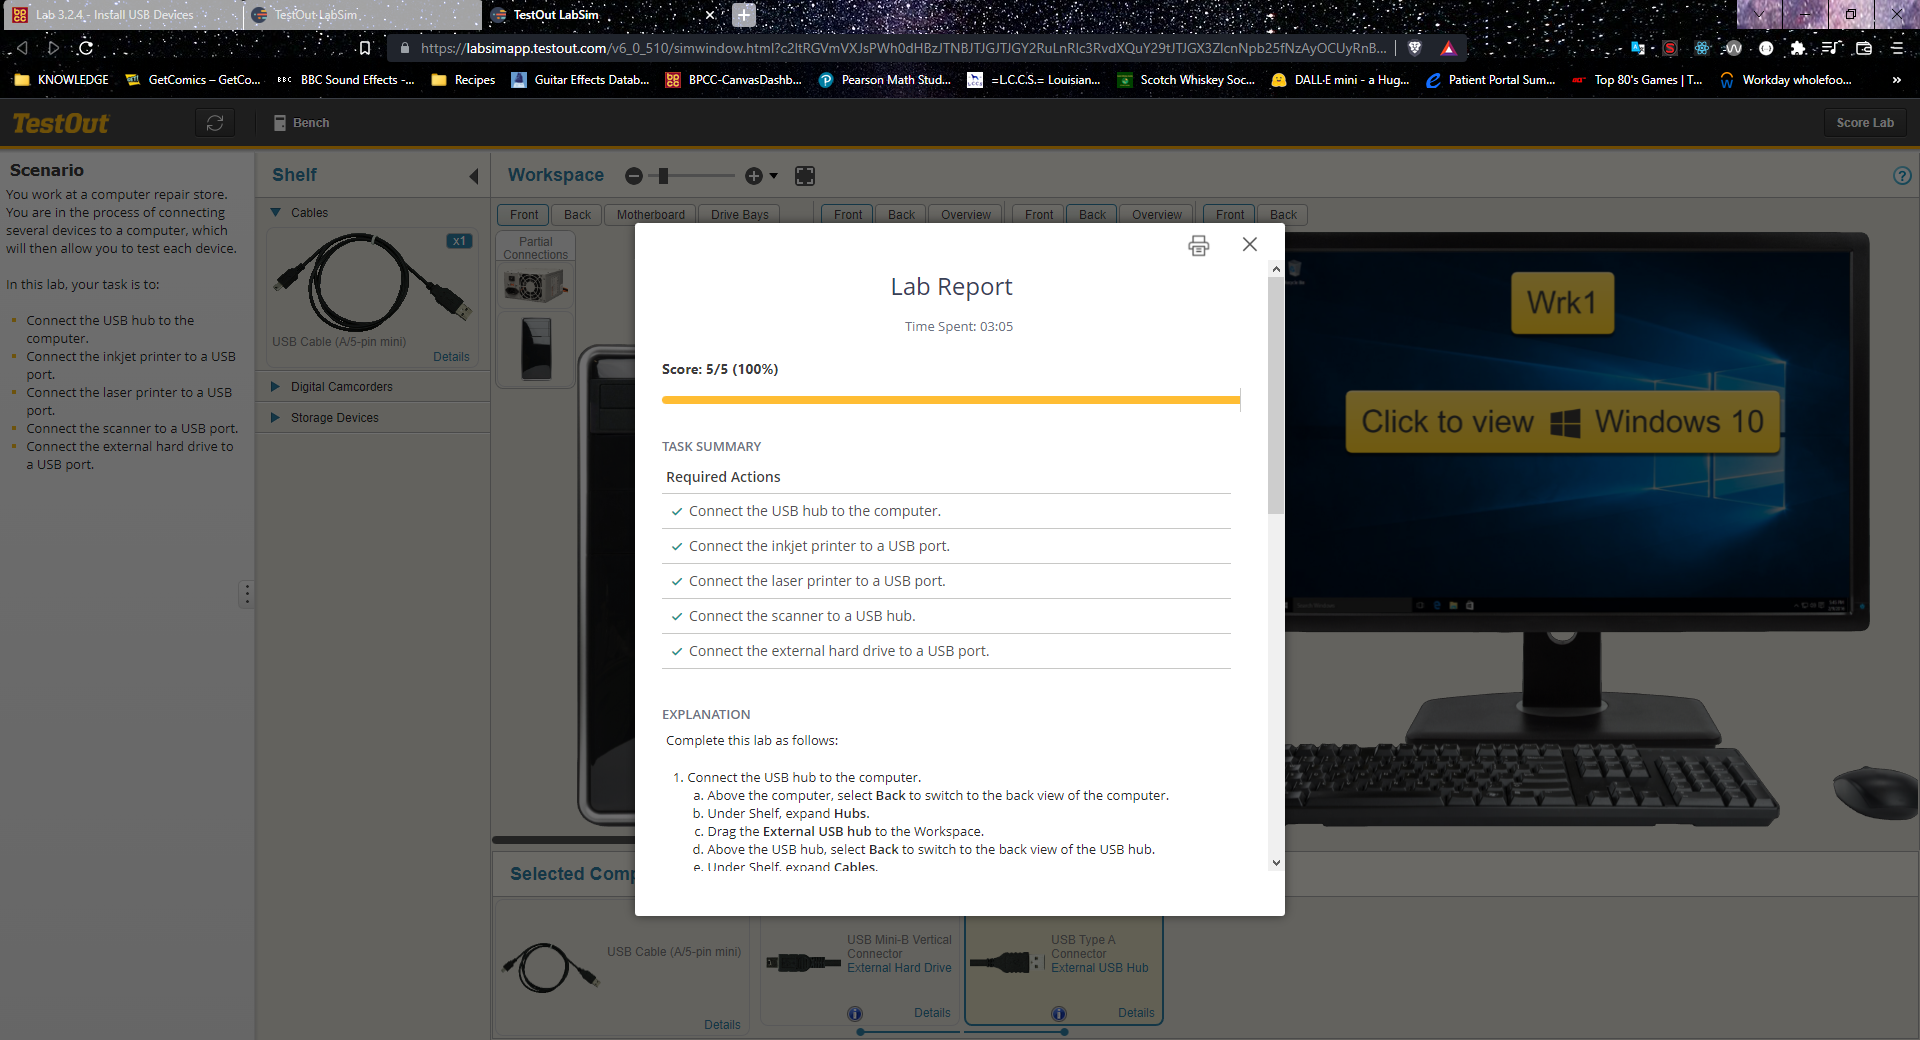 Lab 3.2.4 - Install USB Devices
TestOut LabSim
TestOut LabSim
https://labsimapp.testout.com/v6_0_510/simwindow.html?c2ltRGVmVXJsPWh0dHBzJTNBJTJGJTJGY2RuLnRlc3RvdXQuY29tJTJGX3ZlcnNpb25fNzAyOCUyRnB...
KNOWLEDGE
GetComics – GetCo...
BBC
BBC Sound Effects -...
Recipes
Guitar Effects Datab...
BPCC-CanvasDashb...
Pearson Math Stud...
=L.C.C.S.= Louisian...
Scotch Whiskey Soc...
DALL·E mini - a Hug...
Patient Portal Sum...
Top 80's Games | T...
Workday wholefoo...
»
TestOut
Bench
Score Lab
Scenario
You work at a computer repair store.
You are in the process of connecting
several devices to a computer, which
will then allow you to test each device.
In this lab, your task is to:
Connect the USB hub to the
computer.
Connect the inkjet printer to a USB
port.
Connect the laser printer to a USB
port.
Connect the scanner to a USB port.
Connect the external hard drive to
a USB port.
Shelf
Cables
x1
USB Cable (A/5-pin mini)
Details
Digital Camcorders
Storage Devices
Workspace
Front Back Motherboard Drive Bays
Front Back Overview
Front Back Overview
Front Back
Partial
Connections
Wrk1
Click to view Windows 10
Lab Report
Time Spent: 03:05
Score: 5/5 (100%)
TASK SUMMARY
Required Actions
Connect the USB hub to the computer.
Connect the inkjet printer to a USB port.
Connect the laser printer to a USB port.
Connect the scanner to a USB hub.
Connect the external hard drive to a USB port.
EXPLANATION
Complete this lab as follows:
1. Connect the USB hub to the computer.
a. Above the computer, select Back to switch to the back view of the computer.
b. Under Shelf, expand Hubs.
c. Drag the External USB hub to the Workspace.
d. Above the USB hub, select Back to switch to the back view of the USB hub.
e. Under Shelf, expand Cables.
Selected Comp
USB Cable (A/5-pin mini)
Details
USB Mini-B Vertical
Connector
External Hard Drive
Details
USB Type A
Connector
External USB Hub
Details